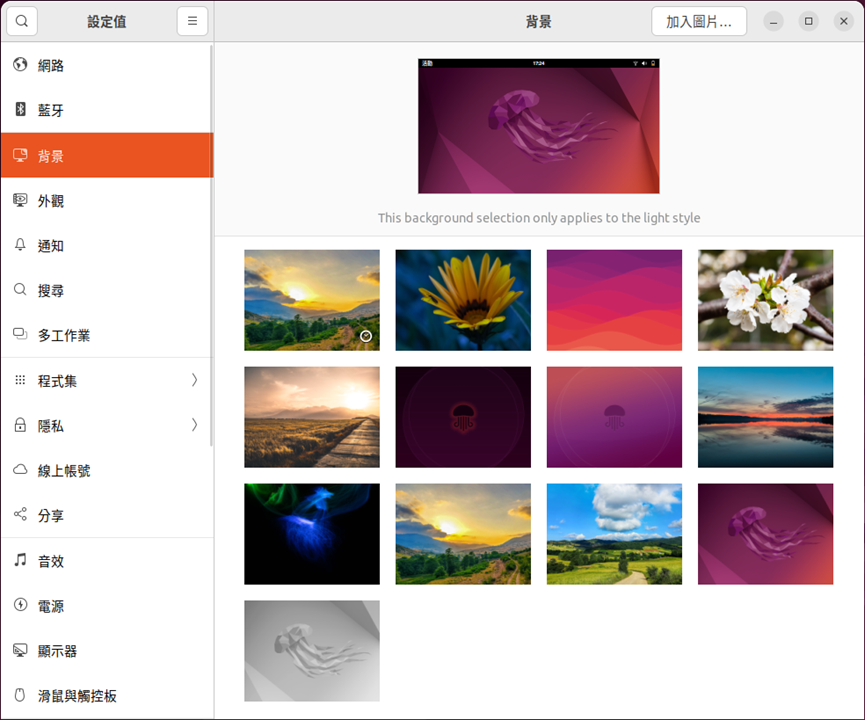 設定值
背景
加入圖片…
網路
藍牙
背景
外觀
通知
搜尋
多工作業
程式集
隱私
線上帳號
分享
音效
電源
顯示器
滑鼠與觸控板
活動
17:24
This background selection only applies to the light style